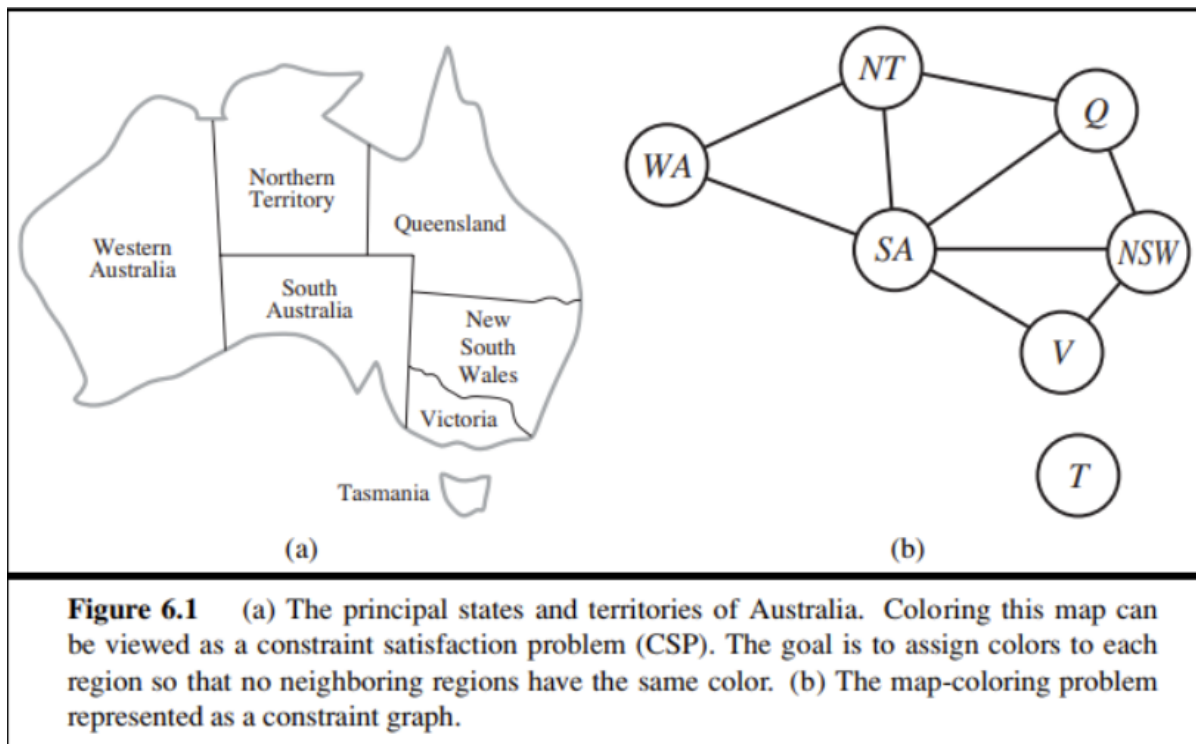 Northern
Territory
Western
Australia
Queensland
South
Australia
New
South
Wales
Victoria
Tasmania
(a)
NT
Q
WA
SA
NSW
V
T
(b)
Figure 6.1 (a) The principal states and territories of Australia. Coloring this map can
be viewed as a constraint satisfaction problem (CSP). The goal is to assign colors to each
region so that no neighboring regions have the same color. (b) The map-coloring problem
represented as a constraint graph.